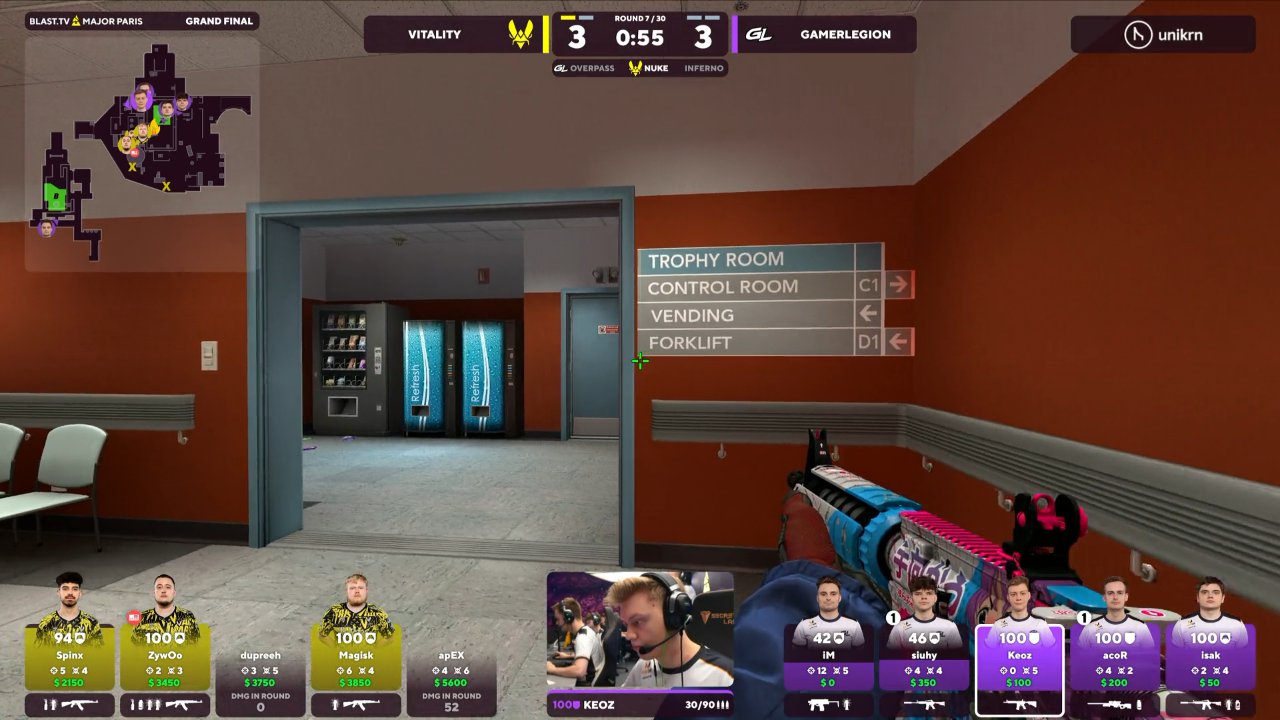 BLAST.TV MAJOR PARIS GRAND FINAL
VITALITY 3 ROUND 7 / 30 0:55 3 GL GAMERLEGION
unikrn
GL OVERPASS NUKE INFERNO
X
X
TROPHY ROOM
CONTROL ROOM C1 →
VENDING ←
FORKLIFT D1 ←
Refresh Refresh
94 100 100
Spinx ZywOo dupreeh Magisk apEX
5 4 2 3 3 5 6 4 4 6
$2150 $3450 $3750 $3850 $5600
DMG IN ROUND DMG IN ROUND
0 52
100 KEOZ 30/90
42 1 46 100 1 100 100
iM siuhy Keoz acoR isak
12 5 4 4 0 5 4 2 2 4
$0 $350 $100 $200 $50